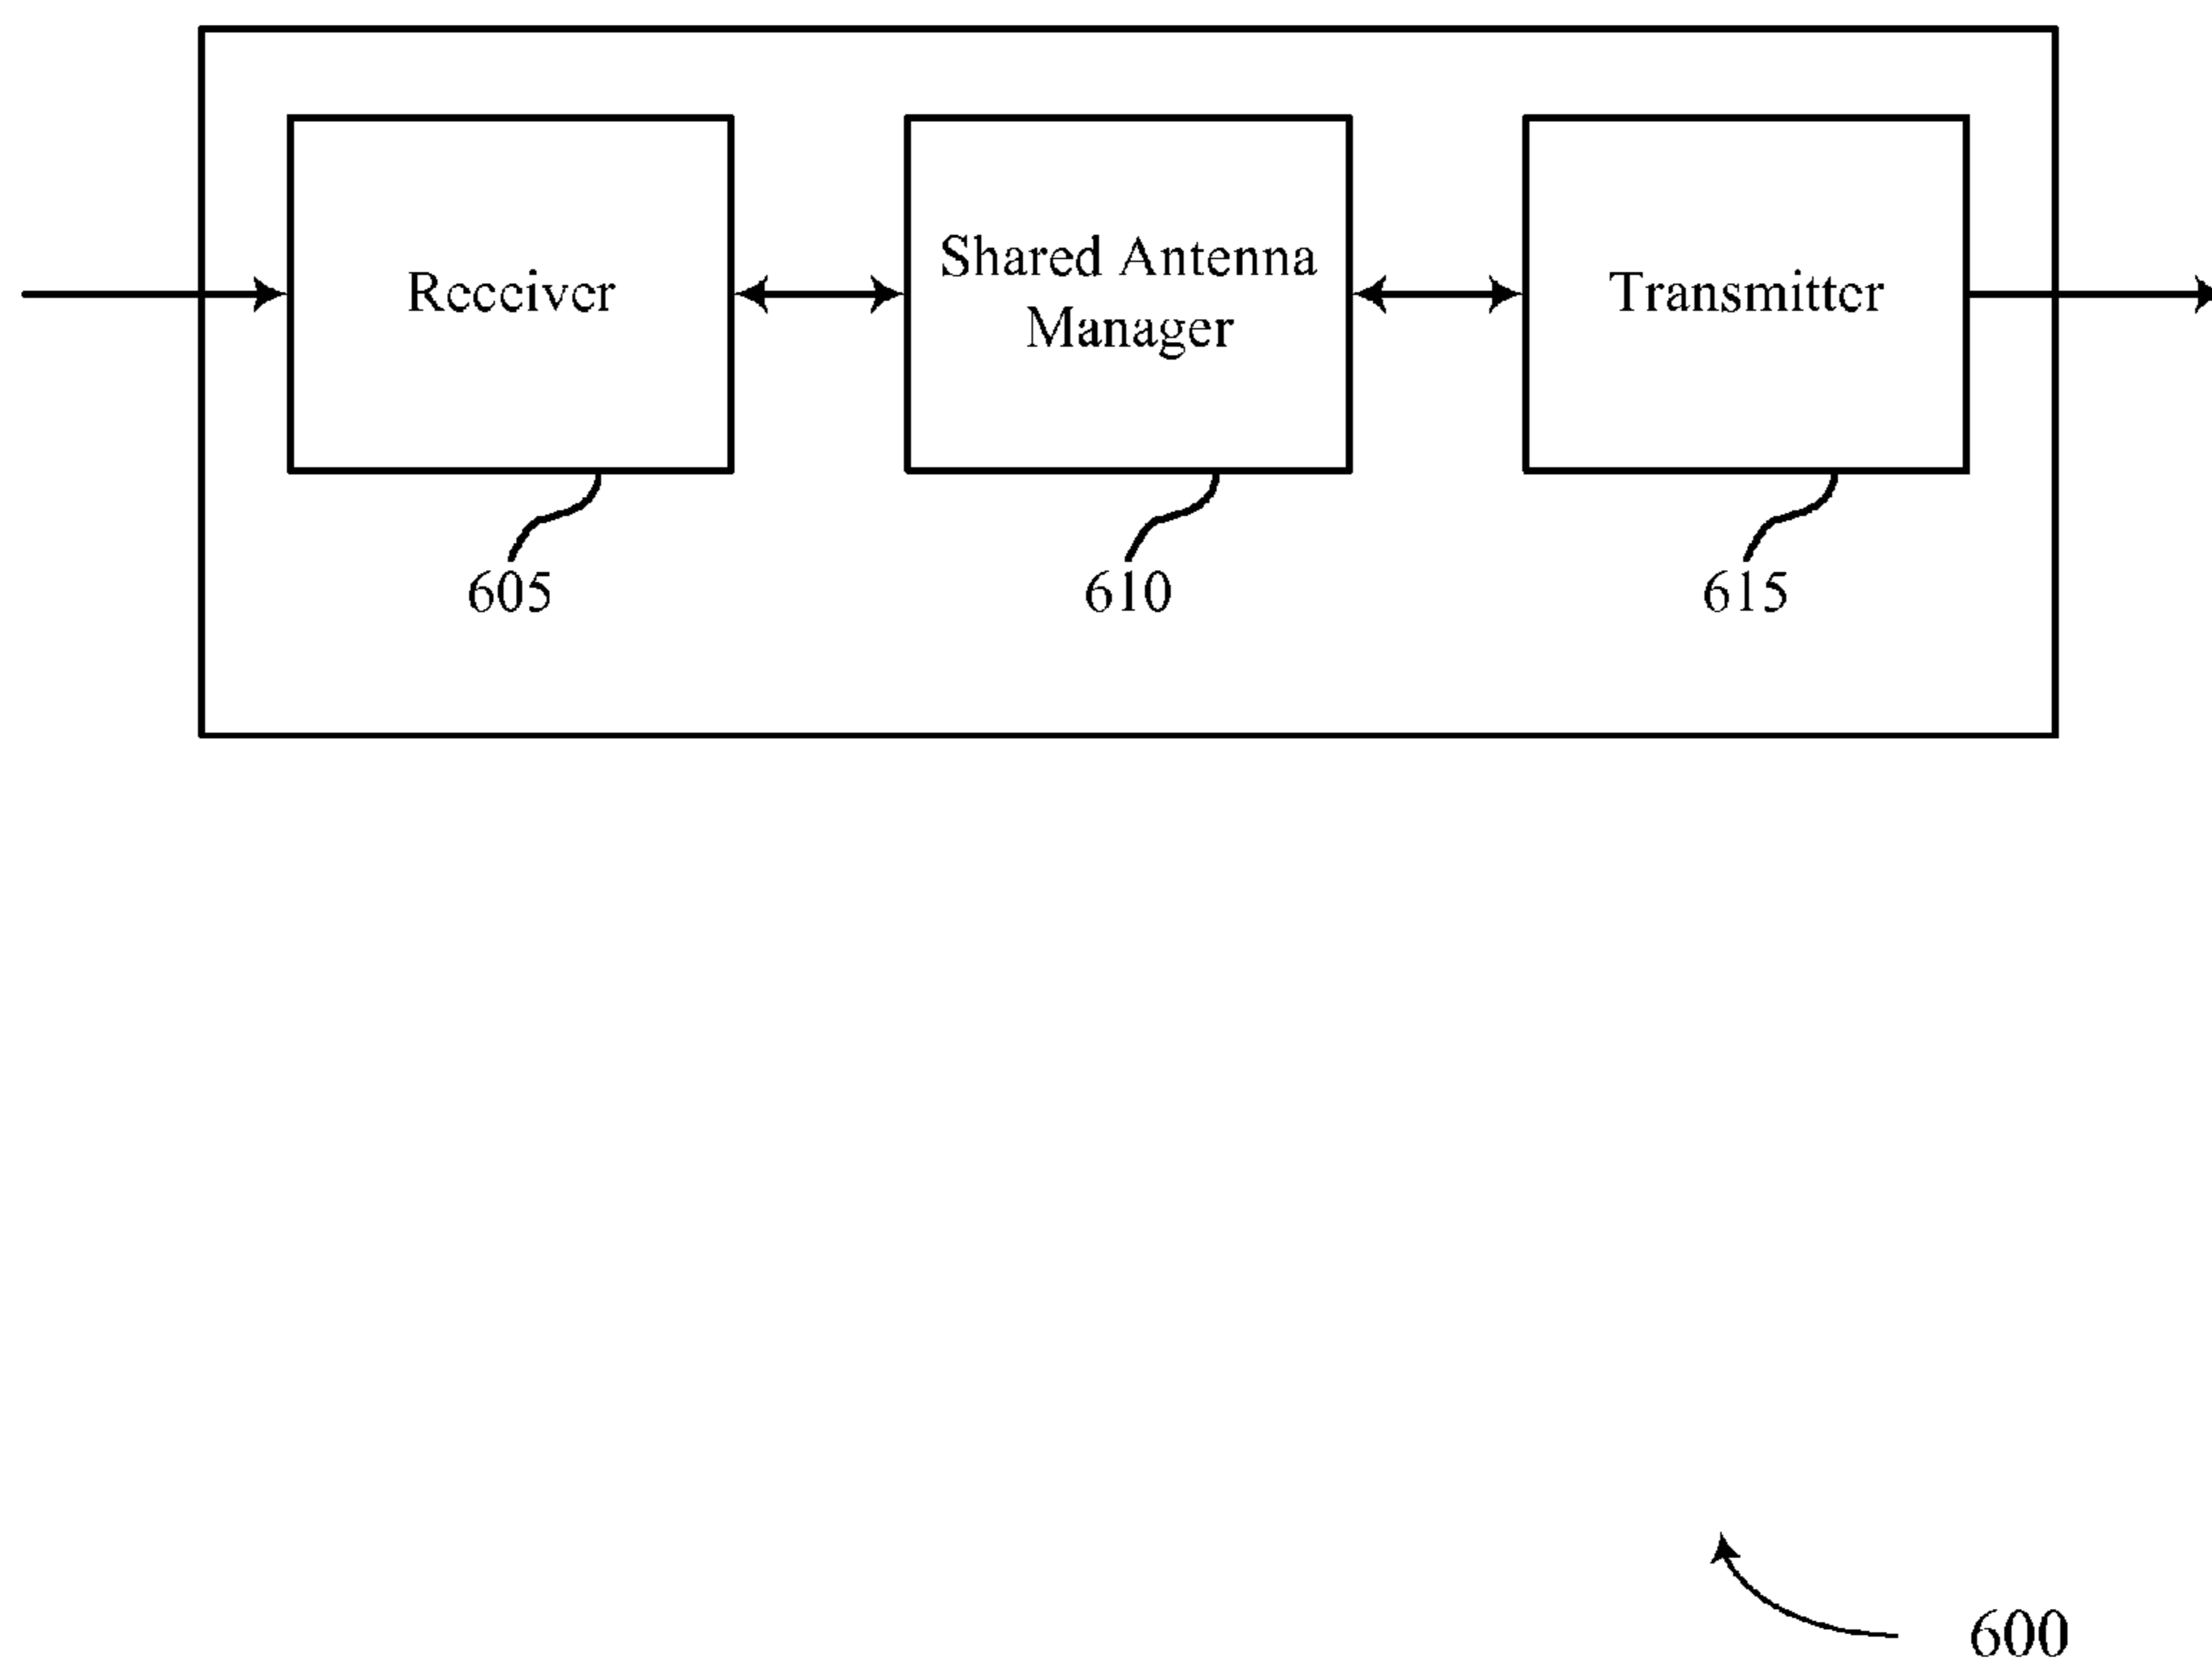 Receiver
Shared Antenna
Manager
Transmitter
605
610
615
600